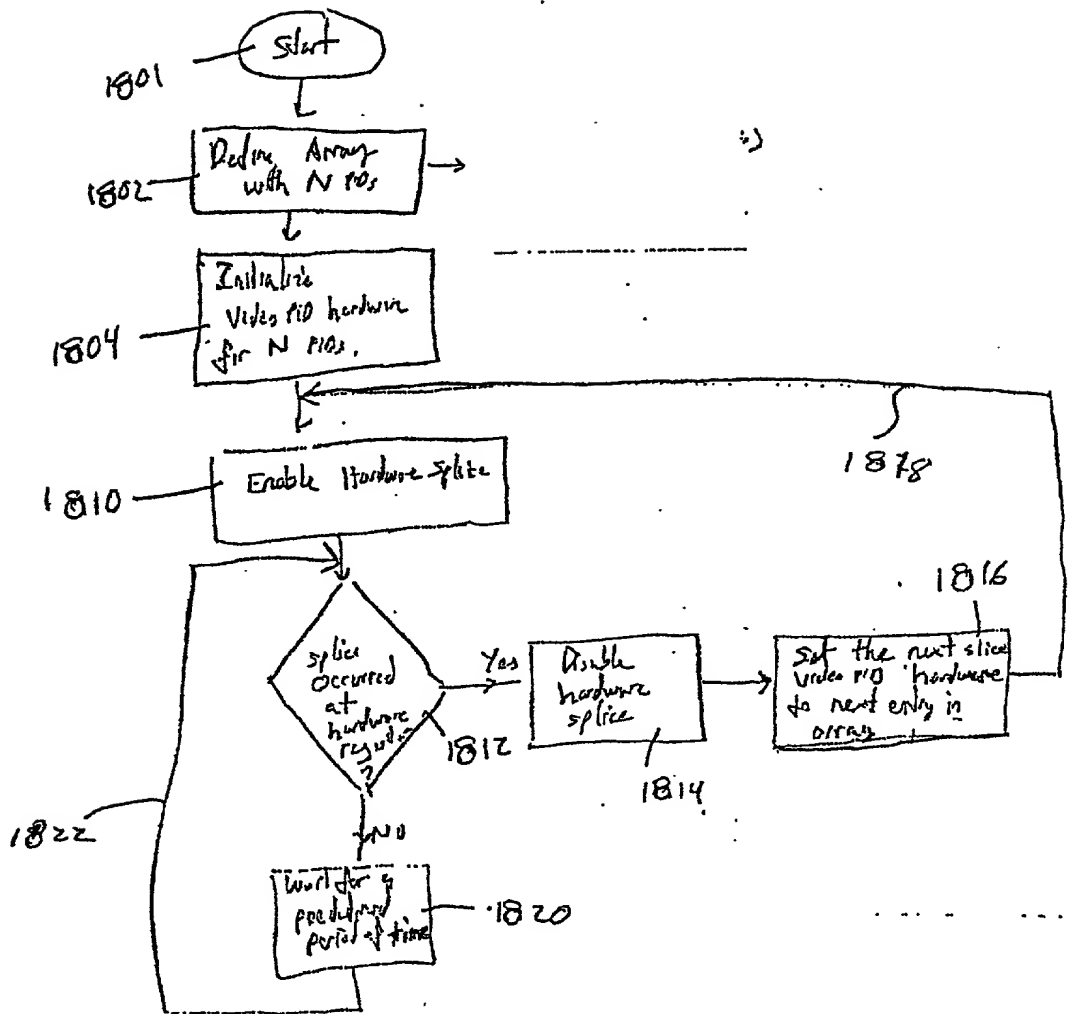 Start
1801
Define Array
with N PIDs
1802
Initialize
Video PID hardware
for N PIDs.
1804
1878
Enable Hardware Splice
1810
1816
splice
occurred
at
hardware
?
1812
Yes
Disable
hardware
splice
1814
Set the next slice
video PID hardware
to next entry in
array
1822
NO
Wait for a
period of time
1820